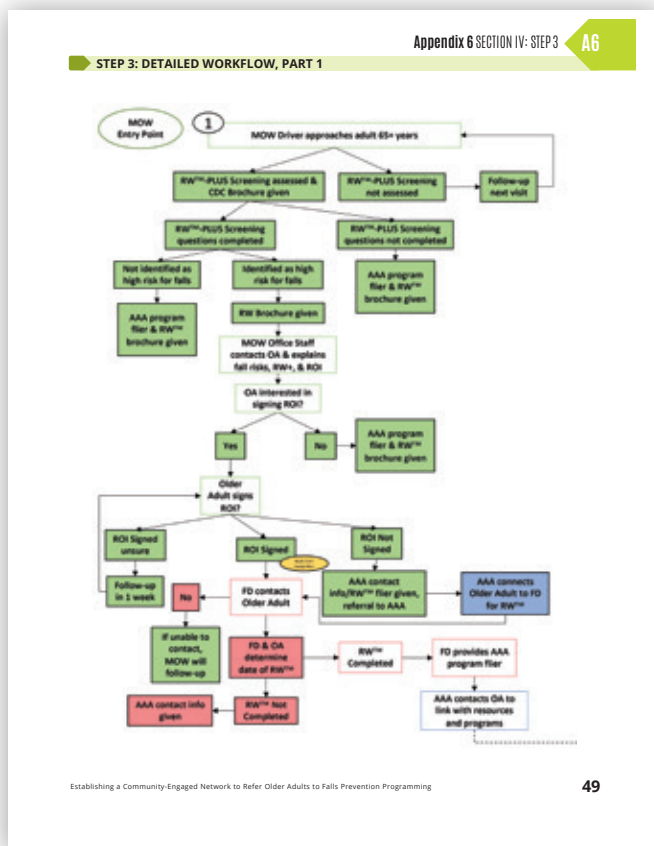 Appendix 6 SECTION IV: STEP 3
A6
STEP 3: DETAILED WORKFLOW, PART 1
MOW
Entry Point
1
MOW Driver approaches adult 65+ years
RW™-PLUS Screening assessed &
CDC Brochure given
RW™-PLUS Screening
not assessed
Follow-up
next visit
RW™-PLUS Screening
questions completed
RW™-PLUS Screening
questions not completed
Not identified as
high risk for falls
Identified as high
risk for falls
AAA program
flier & RW™
brochure given
AAA program
flier & RW™
brochure given
RW Brochure given
MOW Office Staff
contacts OA & explains
fall risks, RW+, & ROI
OA interested in
signing ROI?
Yes
No
AAA program
flier & RW™
brochure given
Older
Adult signs
ROI?
ROI Signed
unsure
ROI Signed
ROI Not
Signed
Follow-up
in 1 week
No
FD contacts
Older Adult
AAA contact
info/RW™ flier given,
referral to AAA
AAA connects
Older Adult to FD
for RW™
If unable to
contact,
MOW will
follow-up
FD & OA
determine
date of RW™
RW™
Completed
FD provides AAA
program flier
AAA contact info
given
RW™ Not
Completed
AAA contacts OA to
link with resources
and programs
Establishing a Community-Engaged Network to Refer Older Adults to Falls Prevention Programming
49